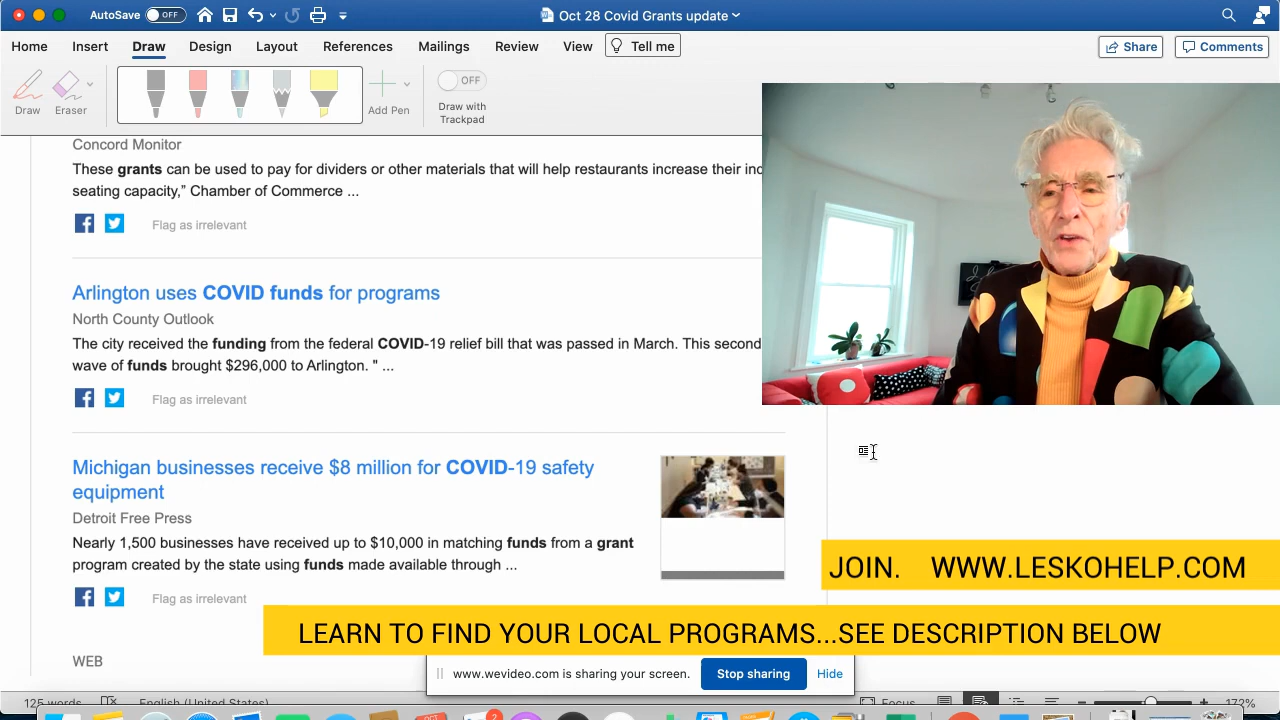 AutoSave OFF
Oct 28 Covid Grants update
Home Insert Draw Design Layout References Mailings Review View Tell me Share Comments
Draw Eraser Add Pen OFF
Draw with
Trackpad
Concord Monitor
These grants can be used to pay for dividers or other materials that will help restaurants increase their
seating capacity," Chamber of Commerce ...
Flag as irrelevant
Arlington uses COVID funds for programs
North County Outlook
The city received the funding from the federal COVID-19 relief bill that was passed in March. This second
wave of funds brought $296,000 to Arlington. " ...
Flag as irrelevant
Michigan businesses receive $8 million for COVID-19 safety
equipment
Detroit Free Press
Nearly 1,500 businesses have received up to $10,000 in matching funds from a grant
program created by the state using funds made available through ...
Flag as irrelevant
JOIN. WWW.LESKOHELP.COM
LEARN TO FIND YOUR LOCAL PROGRAMS...SEE DESCRIPTION BELOW
WEB
www.wevideo.com is sharing your screen. Stop sharing Hide
125 words English (United States) Focus 172%